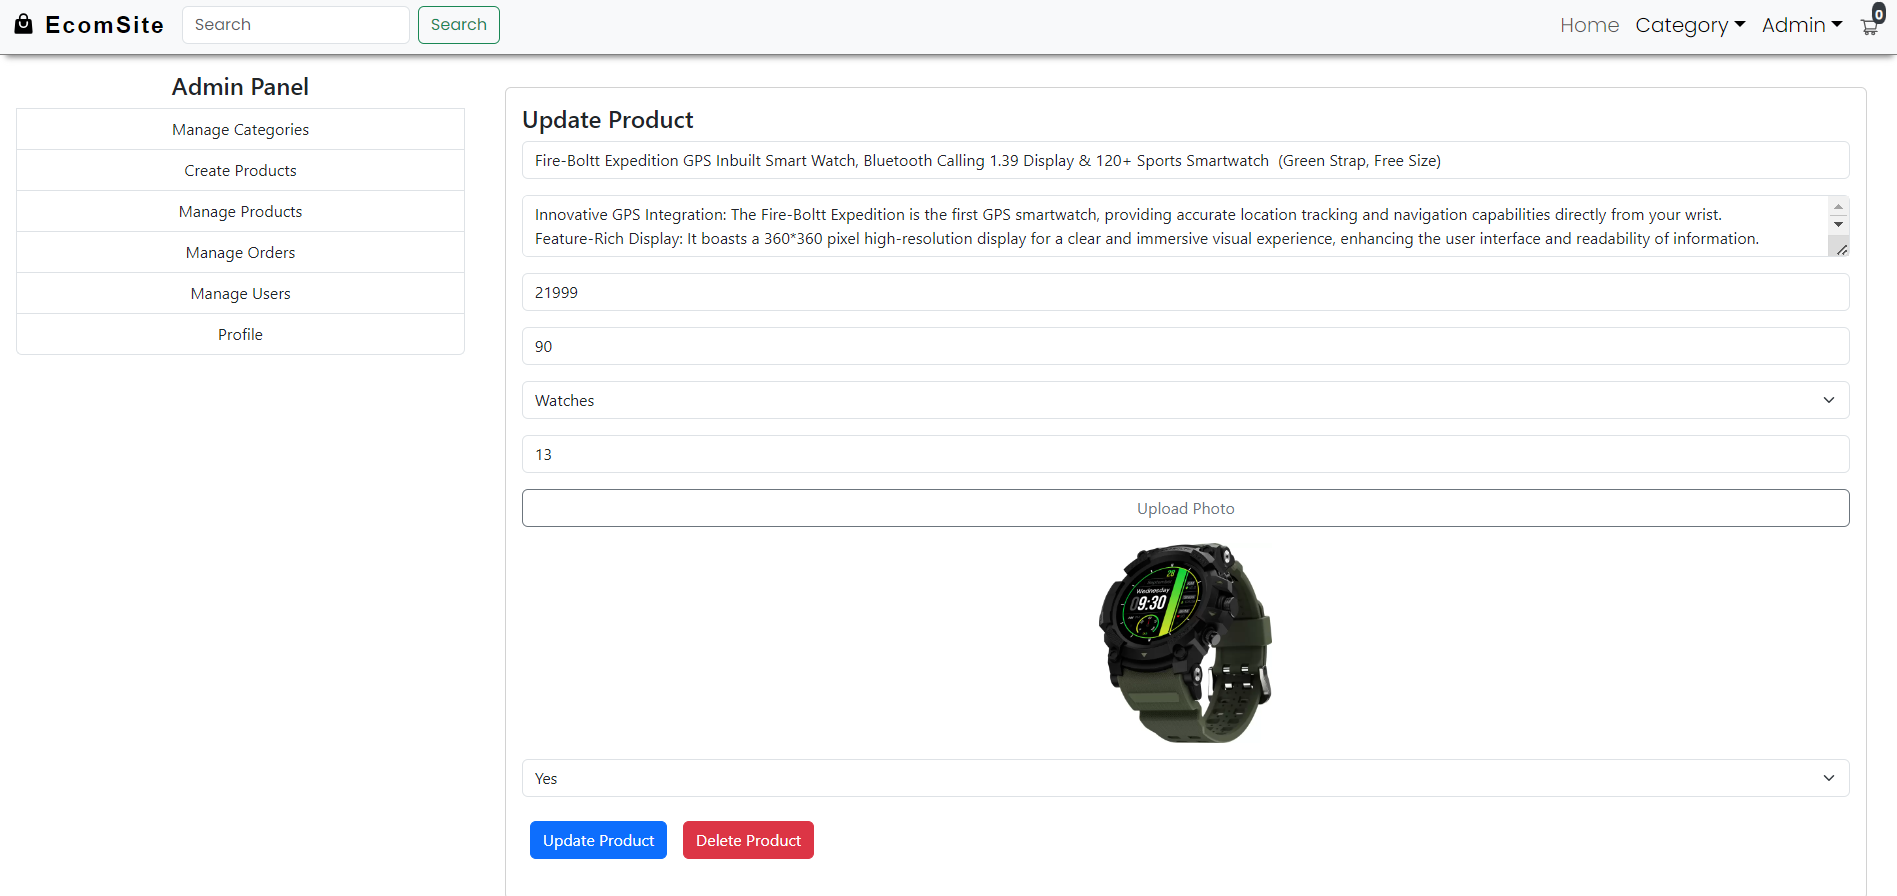 EcomSite
Search
Search
Home
Category
Admin
0
Admin Panel
Manage Categories
Create Products
Manage Products
Manage Orders
Manage Users
Profile
Update Product
Fire-Boltt Expedition GPS Inbuilt Smart Watch, Bluetooth Calling 1.39 Display & 120+ Sports Smartwatch  (Green Strap, Free Size)
Innovative GPS Integration: The Fire-Boltt Expedition is the first GPS smartwatch, providing accurate location tracking and navigation capabilities directly from your wrist.
Feature-Rich Display: It boasts a 360*360 pixel high-resolution display for a clear and immersive visual experience, enhancing the user interface and readability of information.
21999
90
Watches
13
Upload Photo
28
Wednesday
09:30
Yes
Update Product
Delete Product